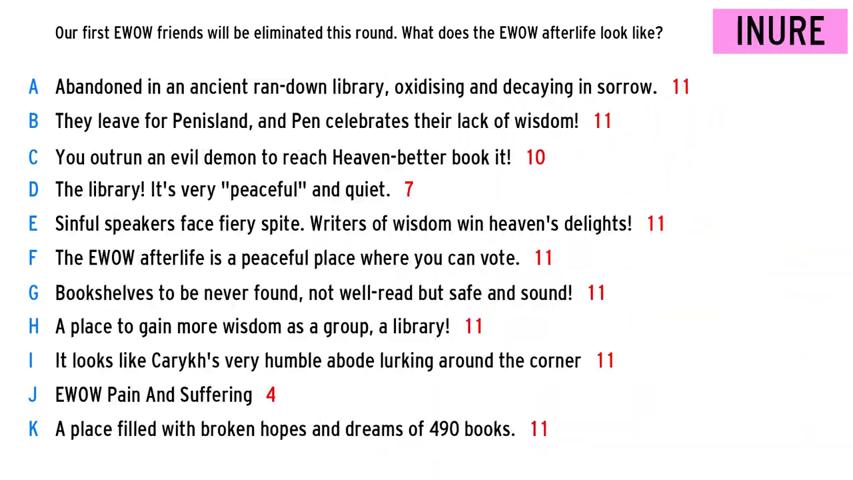 Our first EWOW friends will be eliminated this round. What does the EWOW afterlife look like?
INURE
A Abandoned in an ancient ran-down library, oxidising and decaying in sorrow. 11
B They leave for Penisland, and Pen celebrates their lack of wisdom! 11
C You outrun an evil demon to reach Heaven-better book it! 10
D The library! It's very "peaceful" and quiet. 7
E Sinful speakers face fiery spite. Writers of wisdom win heaven's delights! 11
F The EWOW afterlife is a peaceful place where you can vote. 11
G Bookshelves to be never found, not well-read but safe and sound! 11
H A place to gain more wisdom as a group, a library! 11
I It looks like Carykh's very humble abode lurking around the corner 11
J EWOW Pain And Suffering 4
K A place filled with broken hopes and dreams of 490 books. 11